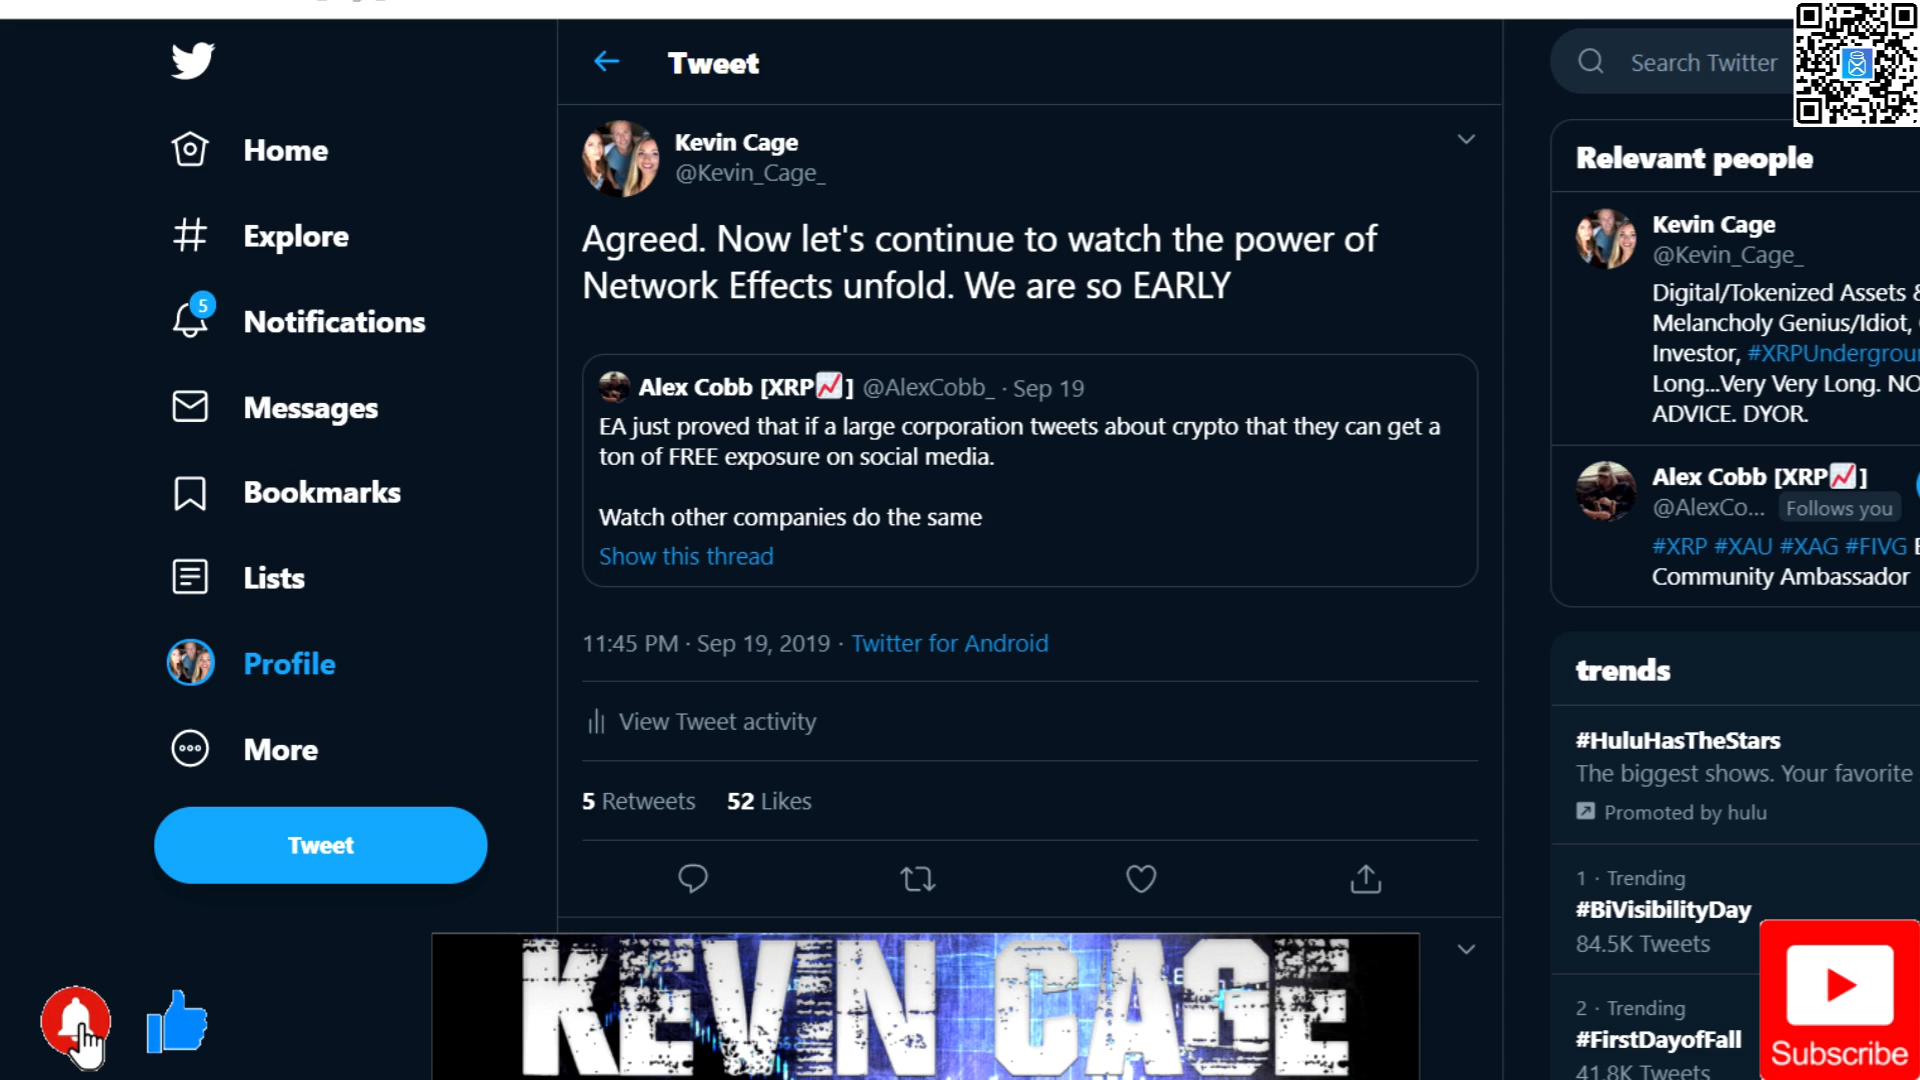 Tweet
Search Twitter
Home
Explore
5
Notifications
Messages
Bookmarks
Lists
Profile
More
Tweet
Kevin Cage
@Kevin_Cage_
Agreed. Now let's continue to watch the power of
Network Effects unfold. We are so EARLY
Alex Cobb [XRP📈] @AlexCobb_ · Sep 19
EA just proved that if a large corporation tweets about crypto that they can get a
ton of FREE exposure on social media.
Watch other companies do the same
Show this thread
11:45 PM · Sep 19, 2019 · Twitter for Android
View Tweet activity
5 Retweets 52 Likes
KEVIN CAGE
Relevant people
Kevin Cage
@Kevin_Cage_
Digital/Tokenized Assets &
Melancholy Genius/Idiot,
Investor, #XRPUndergrou
Long...Very Very Long. NO
ADVICE. DYOR.
Alex Cobb [XRP📈]
@AlexCo... Follows you
#XRP #XAU #XAG #FIVG
Community Ambassador
trends
#HuluHasTheStars
The biggest shows. Your favorite
Promoted by hulu
1 · Trending
#BiVisibilityDay
84.5K Tweets
2 · Trending
#FirstDayofFall
41.8K Tweets
Subscribe